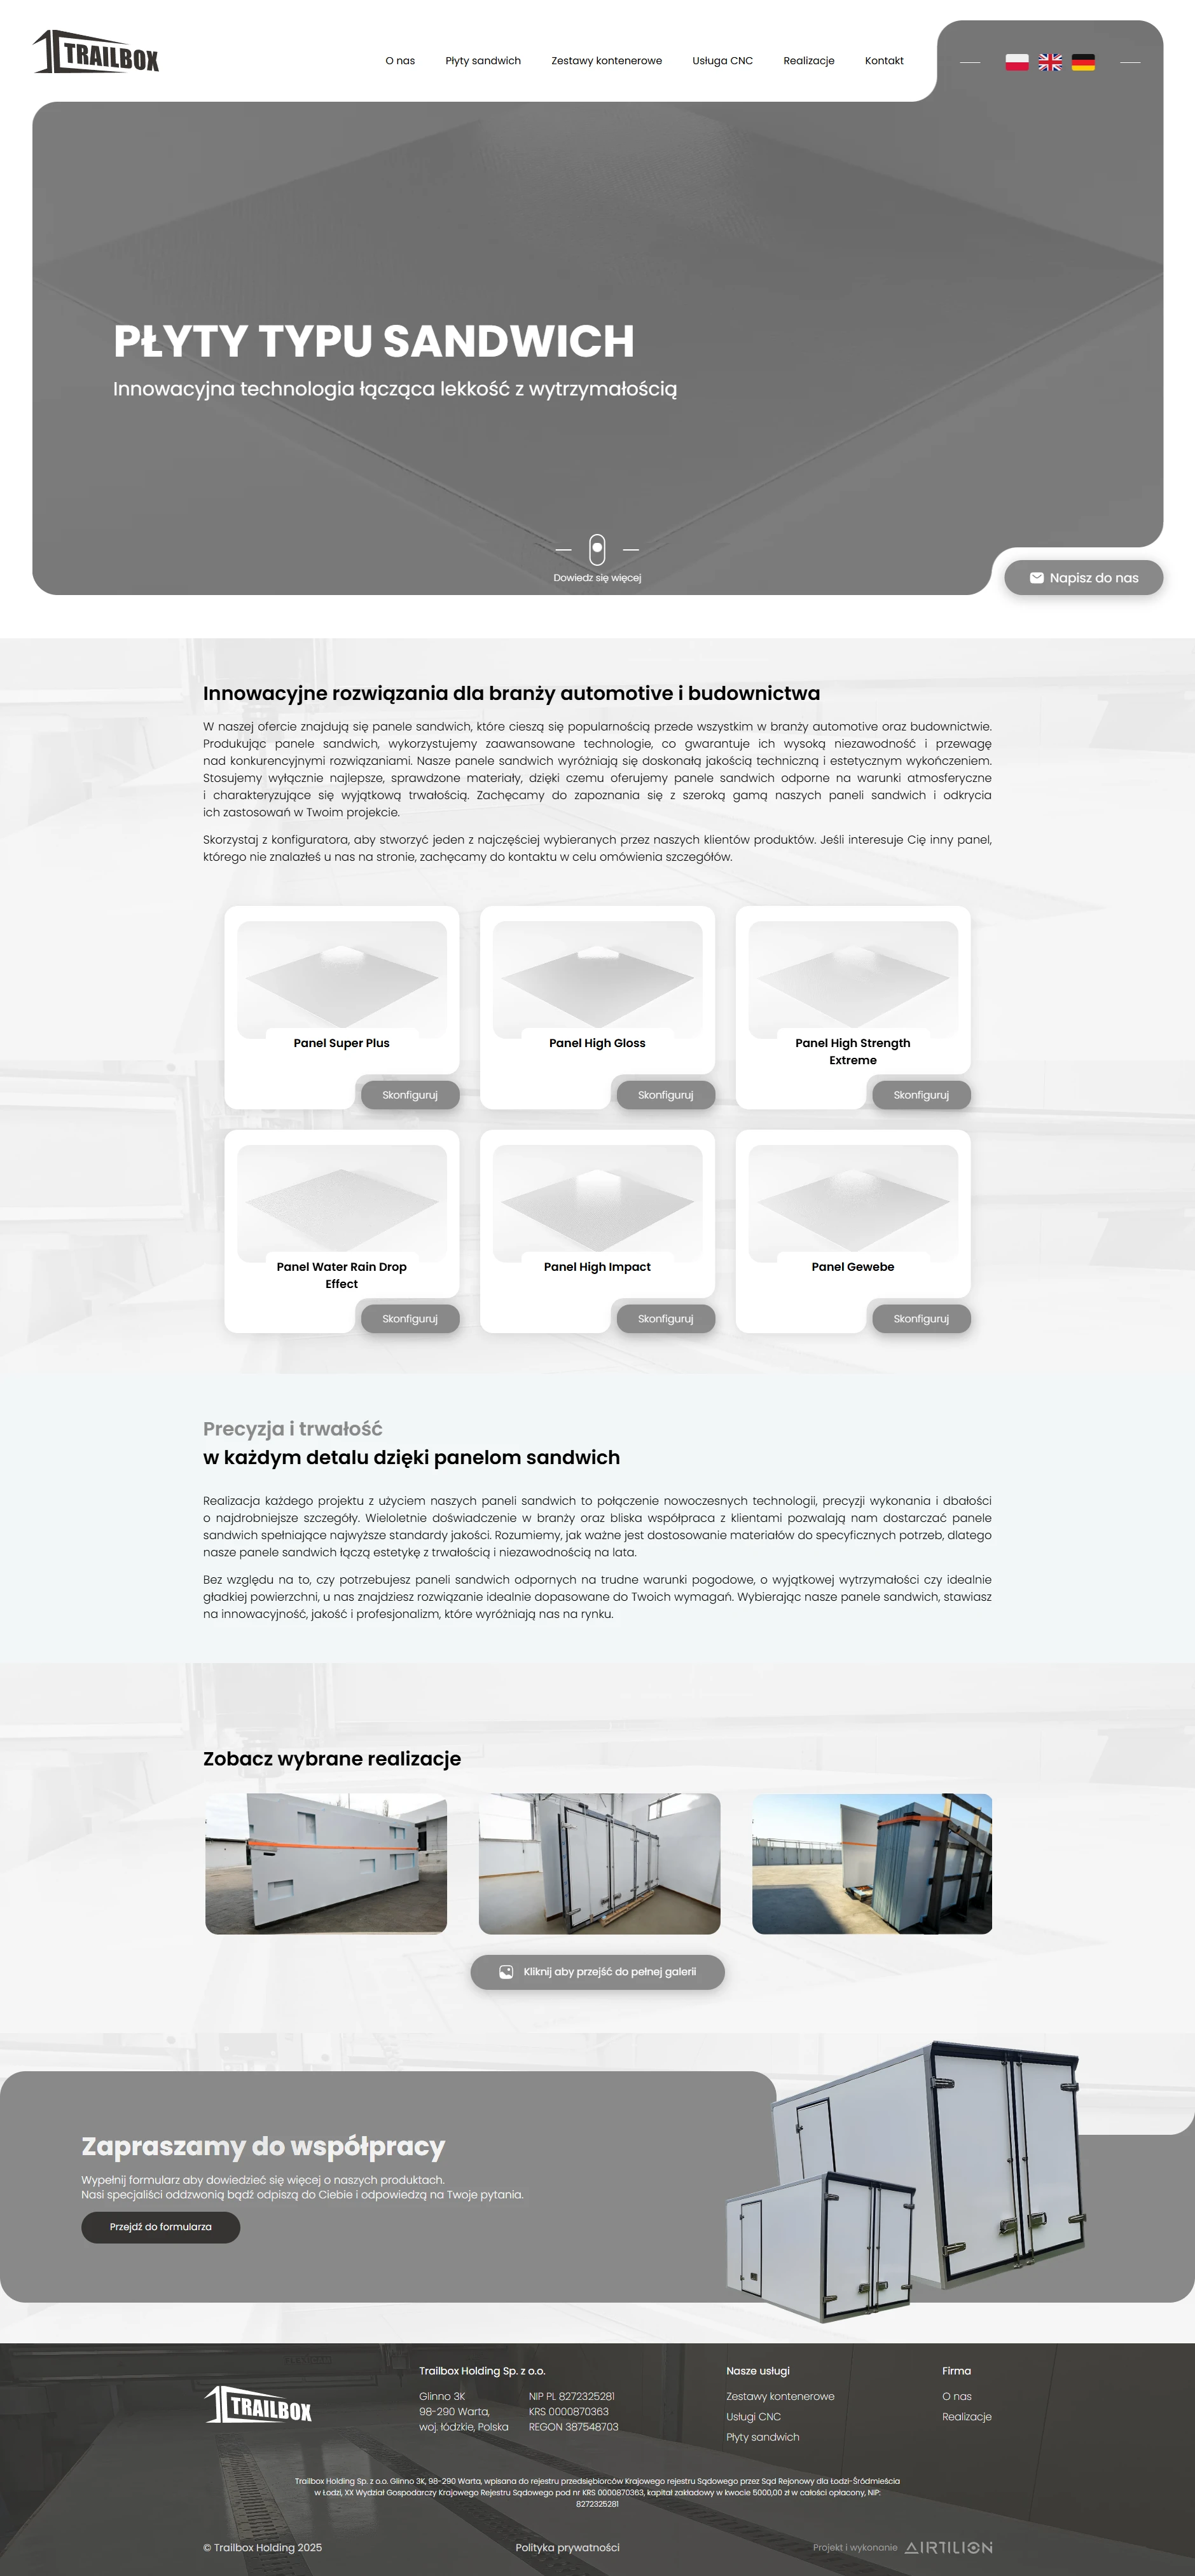 TRAILBOX
O nas
Płyty sandwich
Zestawy kontenerowe
Usługa CNC
Realizacje
Kontakt
PŁYTY TYPU SANDWICH
Innowacyjna technologia łącząca lekkość z wytrzymałością
Dowiedz się więcej
Napisz do nas
Innowacyjne rozwiązania dla branży automotive i budownictwa
W naszej ofercie znajdują się panele sandwich, które cieszą się popularnością przede wszystkim w branży automotive oraz budownictwie.
Produkując panele sandwich, wykorzystujemy zaawansowane technologie, co gwarantuje ich wysoką niezawodność i przewagę
nad konkurencyjnymi rozwiązaniami. Nasze panele sandwich wyróżniają się doskonałą jakością techniczną i estetycznym wykończeniem.
Stosujemy wyłącznie najlepsze, sprawdzone materiały, dzięki czemu oferujemy panele sandwich odporne na warunki atmosferyczne
i charakteryzujące się wyjątkową trwałością. Zachęcamy do zapoznania się z szeroką gamą naszych paneli sandwich i odkrycia
ich zastosowań w Twoim projekcie.
Skorzystaj z konfiguratora, aby stworzyć jeden z najczęściej wybieranych przez naszych klientów produktów. Jeśli interesuje Cię inny panel,
którego nie znalazłeś u nas na stronie, zachęcamy do kontaktu w celu omówienia szczegółów.
Panel Super Plus
Skonfiguruj
Panel High Gloss
Skonfiguruj
Panel High Strength
Extreme
Skonfiguruj
Panel Water Rain Drop
Effect
Skonfiguruj
Panel High Impact
Skonfiguruj
Panel Gewebe
Skonfiguruj
Precyzja i trwałość
w każdym detalu dzięki panelom sandwich
Realizacja każdego projektu z użyciem naszych paneli sandwich to połączenie nowoczesnych technologii, precyzji wykonania i dbałości
o najdrobniejsze szczegóły. Wieloletnie doświadczenie w branży oraz bliska współpraca z klientami pozwalają nam dostarczać panele
sandwich spełniające najwyższe standardy jakości. Rozumiemy, jak ważne jest dostosowanie materiałów do specyficznych potrzeb, dlatego
nasze panele sandwich łączą estetykę z trwałością i niezawodnością na lata.
Bez względu na to, czy potrzebujesz paneli sandwich odpornych na trudne warunki pogodowe, o wyjątkowej wytrzymałości czy idealnie
gładkiej powierzchni, u nas znajdziesz rozwiązanie idealnie dopasowane do Twoich wymagań. Wybierając nasze panele sandwich, stawiasz
na innowacyjność, jakość i profesjonalizm, które wyróżniają nas na rynku.
Zobacz wybrane realizacje
Kliknij aby przejść do pełnej galerii
Zapraszamy do współpracy
Wypełnij formularz aby dowiedzieć się więcej o naszych produktach.
Nasi specjaliści oddzwonią bądź odpiszą do Ciebie i odpowiedzą na Twoje pytania.
Przejdź do formularza
TRAILBOX
Trailbox Holding Sp. z o.o.
Glinno 3K
98-290 Warta,
woj. łódzkie, Polska
NIP PL 8272325281
KRS 0000870363
REGON 387548703
Nasze usługi
Zestawy kontenerowe
Usługi CNC
Płyty sandwich
Firma
O nas
Realizacje
Trailbox Holding Sp. z o.o. Glinno 3K, 98-290 Warta, wpisana do rejestru przedsiębiorców Krajowego rejestru Sądowego przez Sąd Rejonowy dla Łodzi-Śródmieścia
w Łodzi, XX Wydział Gospodarczy Krajowego Rejestru Sądowego pod nr KRS 0000870363, kapitał zakładowy w kwocie 5000,00 zł w całości opłacony, NIP:
8272325281
© Trailbox Holding 2025
Polityka prywatności
Projekt i wykonanie AIRTILION